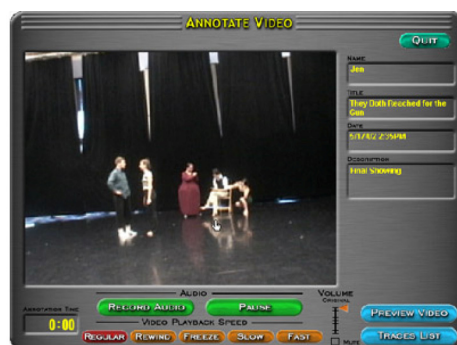 ANNOTATE VIDEO
QUIT
NAME
Jen
TITLE
They Both Reached for the
Gun
DATE
5/17/02 2:35PM
DESCRIPTION
Final Showing
AUDIO
VOLUME
ORIGINAL
RECORD AUDIO
PAUSE
ANNOTATION TIME
0:00
VIDEO PLAYBACK SPEED
REGULAR
REWIND
FREEZE
SLOW
FAST
MUTE
PREVIEW VIDEO
TRACES LIST